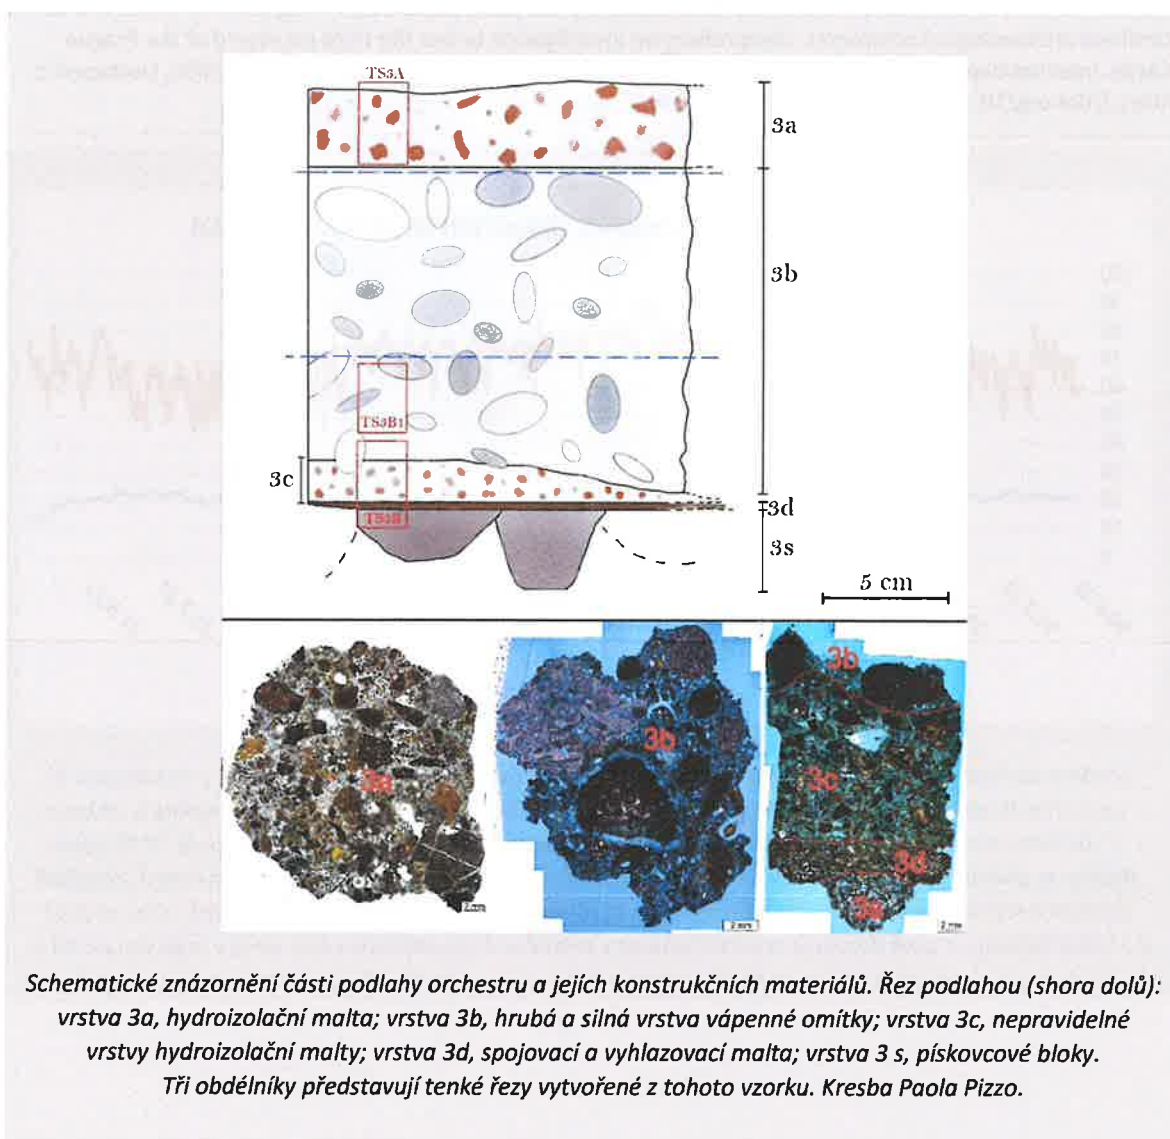 TS3A
3a
3b
TS3B1
3c
3d
3s
5 cm
3a
3b
3b
3c
3d
2 mm
Schematické znázornění části podlahy orchestru a jejích konstrukčních materiálů. Řez podlahou (shora dolů):
vrstva 3a, hydroizolační malta; vrstva 3b, hrubá a silná vrstva vápenné omítky; vrstva 3c, nepravidelné
vrstvy hydroizolační malty; vrstva 3d, spojovací a vyhlazovací malta; vrstva 3 s, pískovcové bloky.
Tři obdélníky představují tenké řezy vytvořené z tohoto vzorku. Kresba Paola Pizzo.